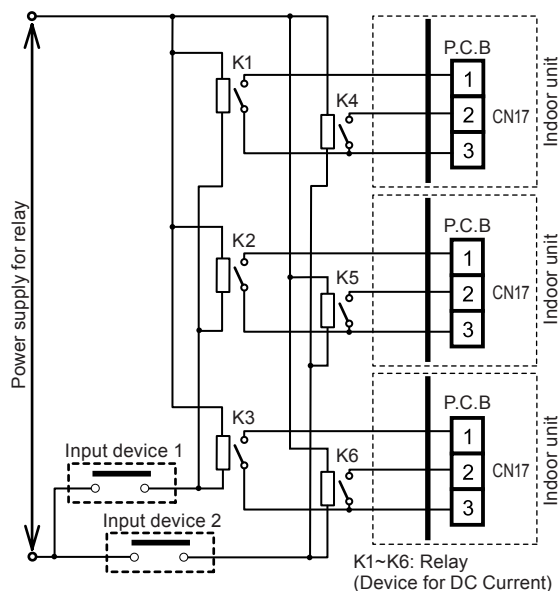 P.C.B
K1
1
K4
2
CN17
3
Indoor unit
P.C.B
K2
1
K5
2
CN17
3
Indoor unit
Power supply for relay
P.C.B
K3
1
Input device 1
K6
2
CN17
3
Indoor unit
Input device 2
K1~K6: Relay
(Device for DC Current)